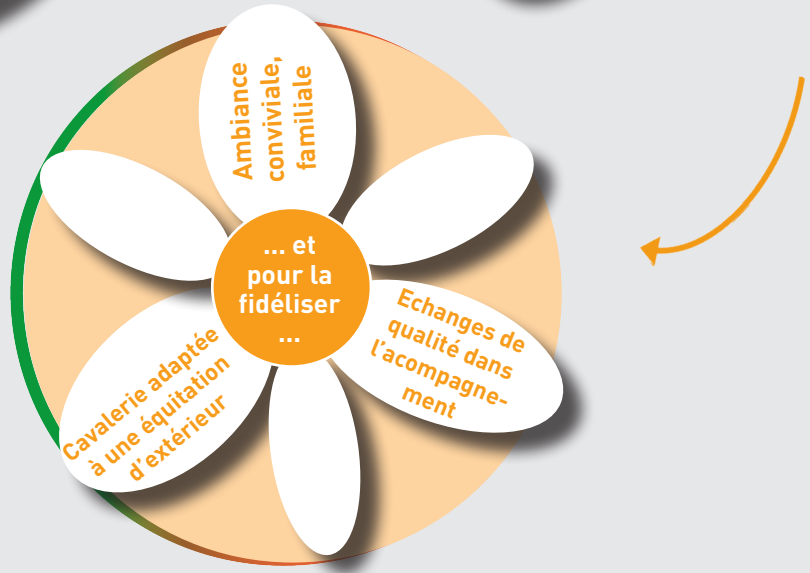 Ambiance
conviviale,
familiale
... et
pour la
fidéliser
...
Echanges de
qualité dans
l'acompagne-
ment
Cavalerie adaptée
à une équitation
d'extérieur